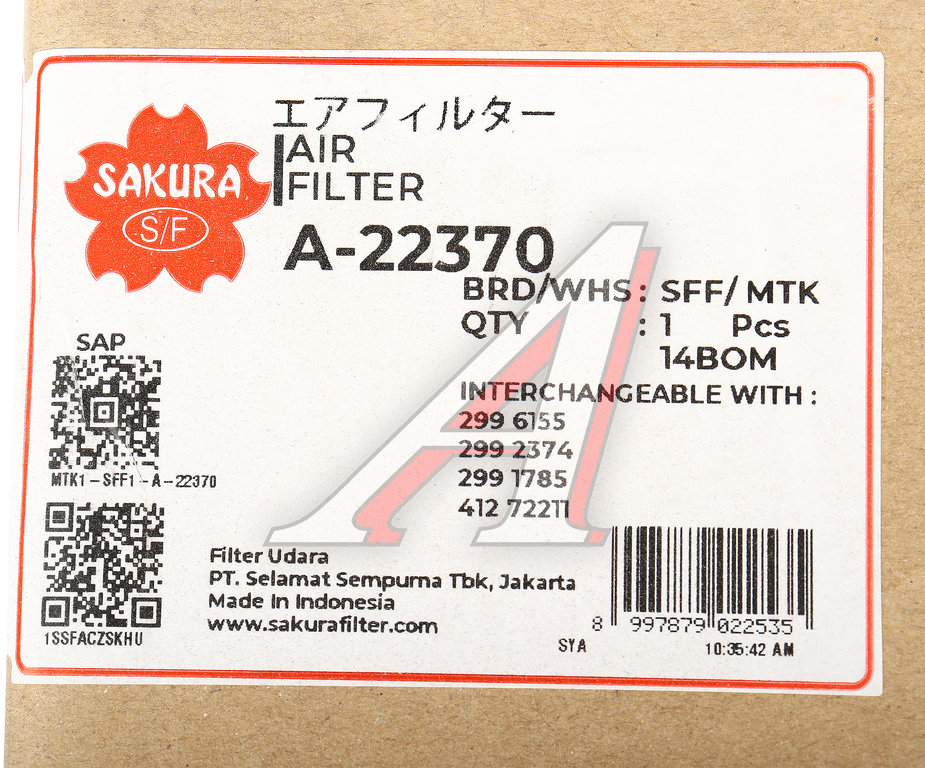 SAKURA
S/F
エアフィルター
AIR
FILTER
A-22370
BRD/WHS : SFF/ MTK
QTY : 1 Pcs
14BOM
SAP
MTK1-SFF1-A-22370
INTERCHANGEABLE WITH :
299 6155
299 2374
299 1785
412 72211
1SSFACZSKHU
Filter Udara
PT. Selamat Sempurna Tbk, Jakarta
Made In Indonesia
www.sakurafilter.com
8 997879 022535
SYA
10:35:42 AM